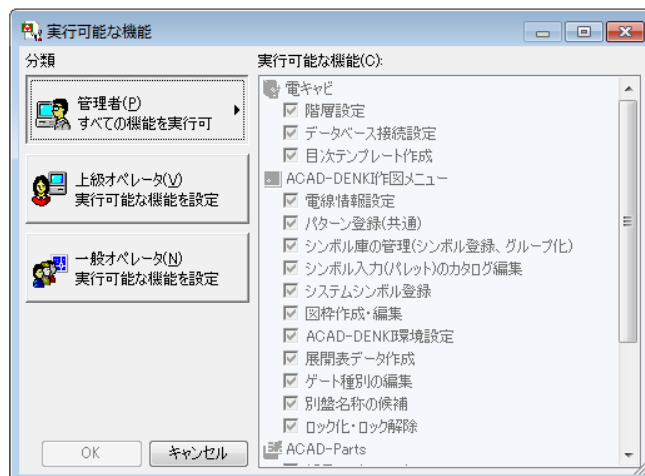 実行可能な機能
分類
実行可能な機能(C):
管理者(P)
すべての機能を実行可
上級オペレータ(V)
実行可能な機能を設定
一般オペレータ(N)
実行可能な機能を設定
電キャビ
階層設定
データベース接続設定
目次テンプレート作成
ACAD-DENKI作図メニュー
電線情報設定
パターン登録(共通)
シンボル庫の管理(シンボル登録、グループ化)
シンボル入力(パレット)のカタログ編集
システムシンボル登録
図枠作成・編集
ACAD-DENKI環境設定
展開表データ作成
ゲート種別の編集
別盤名称の候補
ロック化・ロック解除
ACAD-Parts
OK
キャンセル